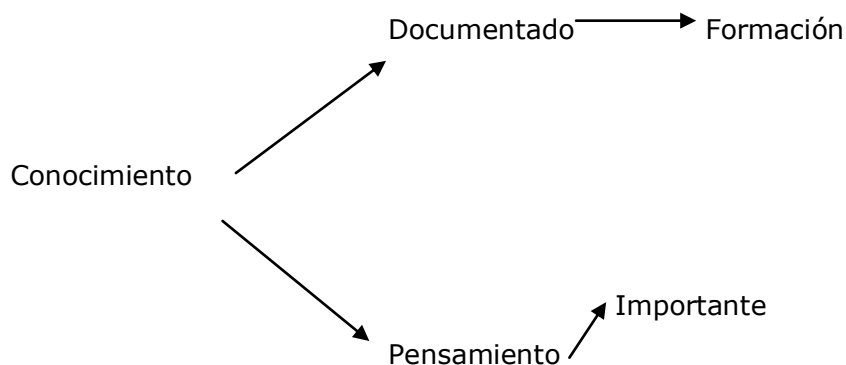 Documentado Formación
Conocimiento
Importante
Pensamiento